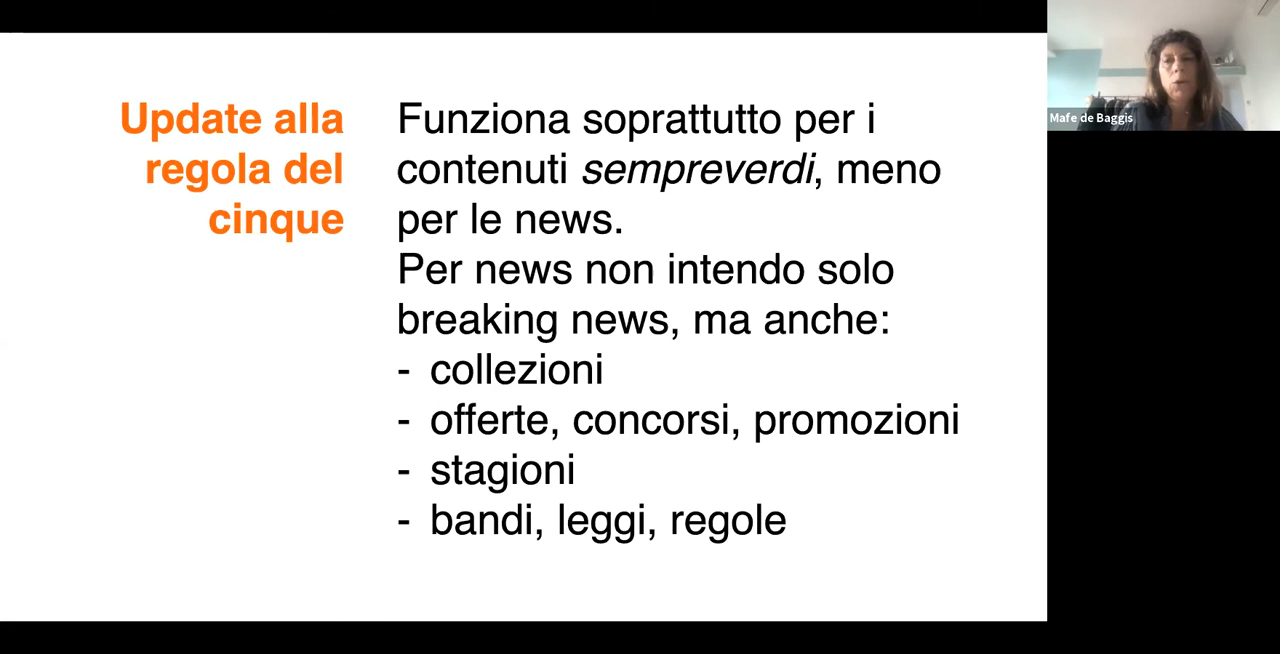 Update alla
regola del
cinque
Funziona soprattutto per i
contenuti sempreverdi, meno
per le news.
Per news non intendo solo
breaking news, ma anche:
- collezioni
- offerte, concorsi, promozioni
- stagioni
- bandi, leggi, regole
Mafe de Baggis